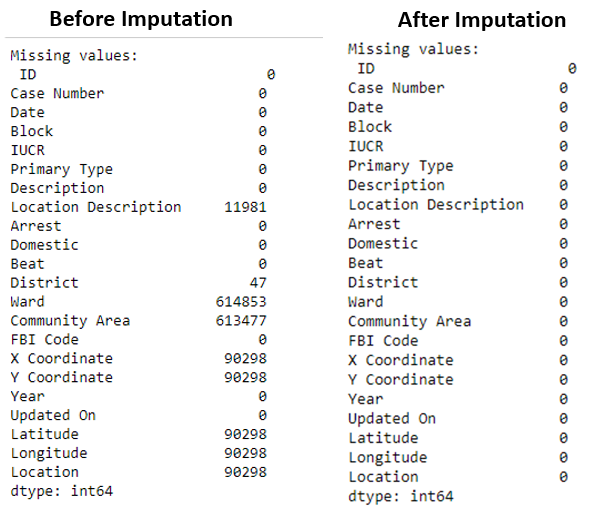 Before Imputation
Missing values:
ID 0
Case Number 0
Date 0
Block 0
IUCR 0
Primary Type 0
Description 0
Location Description 11981
Arrest 0
Domestic 0
Beat 0
District 47
Ward 614853
Community Area 613477
FBI Code 0
X Coordinate 90298
Y Coordinate 90298
Year 0
Updated On 0
Latitude 90298
Longitude 90298
Location 90298
dtype: int64
After Imputation
Missing values:
ID 0
Case Number 0
Date 0
Block 0
IUCR 0
Primary Type 0
Description 0
Location Description 0
Arrest 0
Domestic 0
Beat 0
District 0
Ward 0
Community Area 0
FBI Code 0
X Coordinate 0
Y Coordinate 0
Year 0
Updated On 0
Latitude 0
Longitude 0
Location 0
dtype: int64